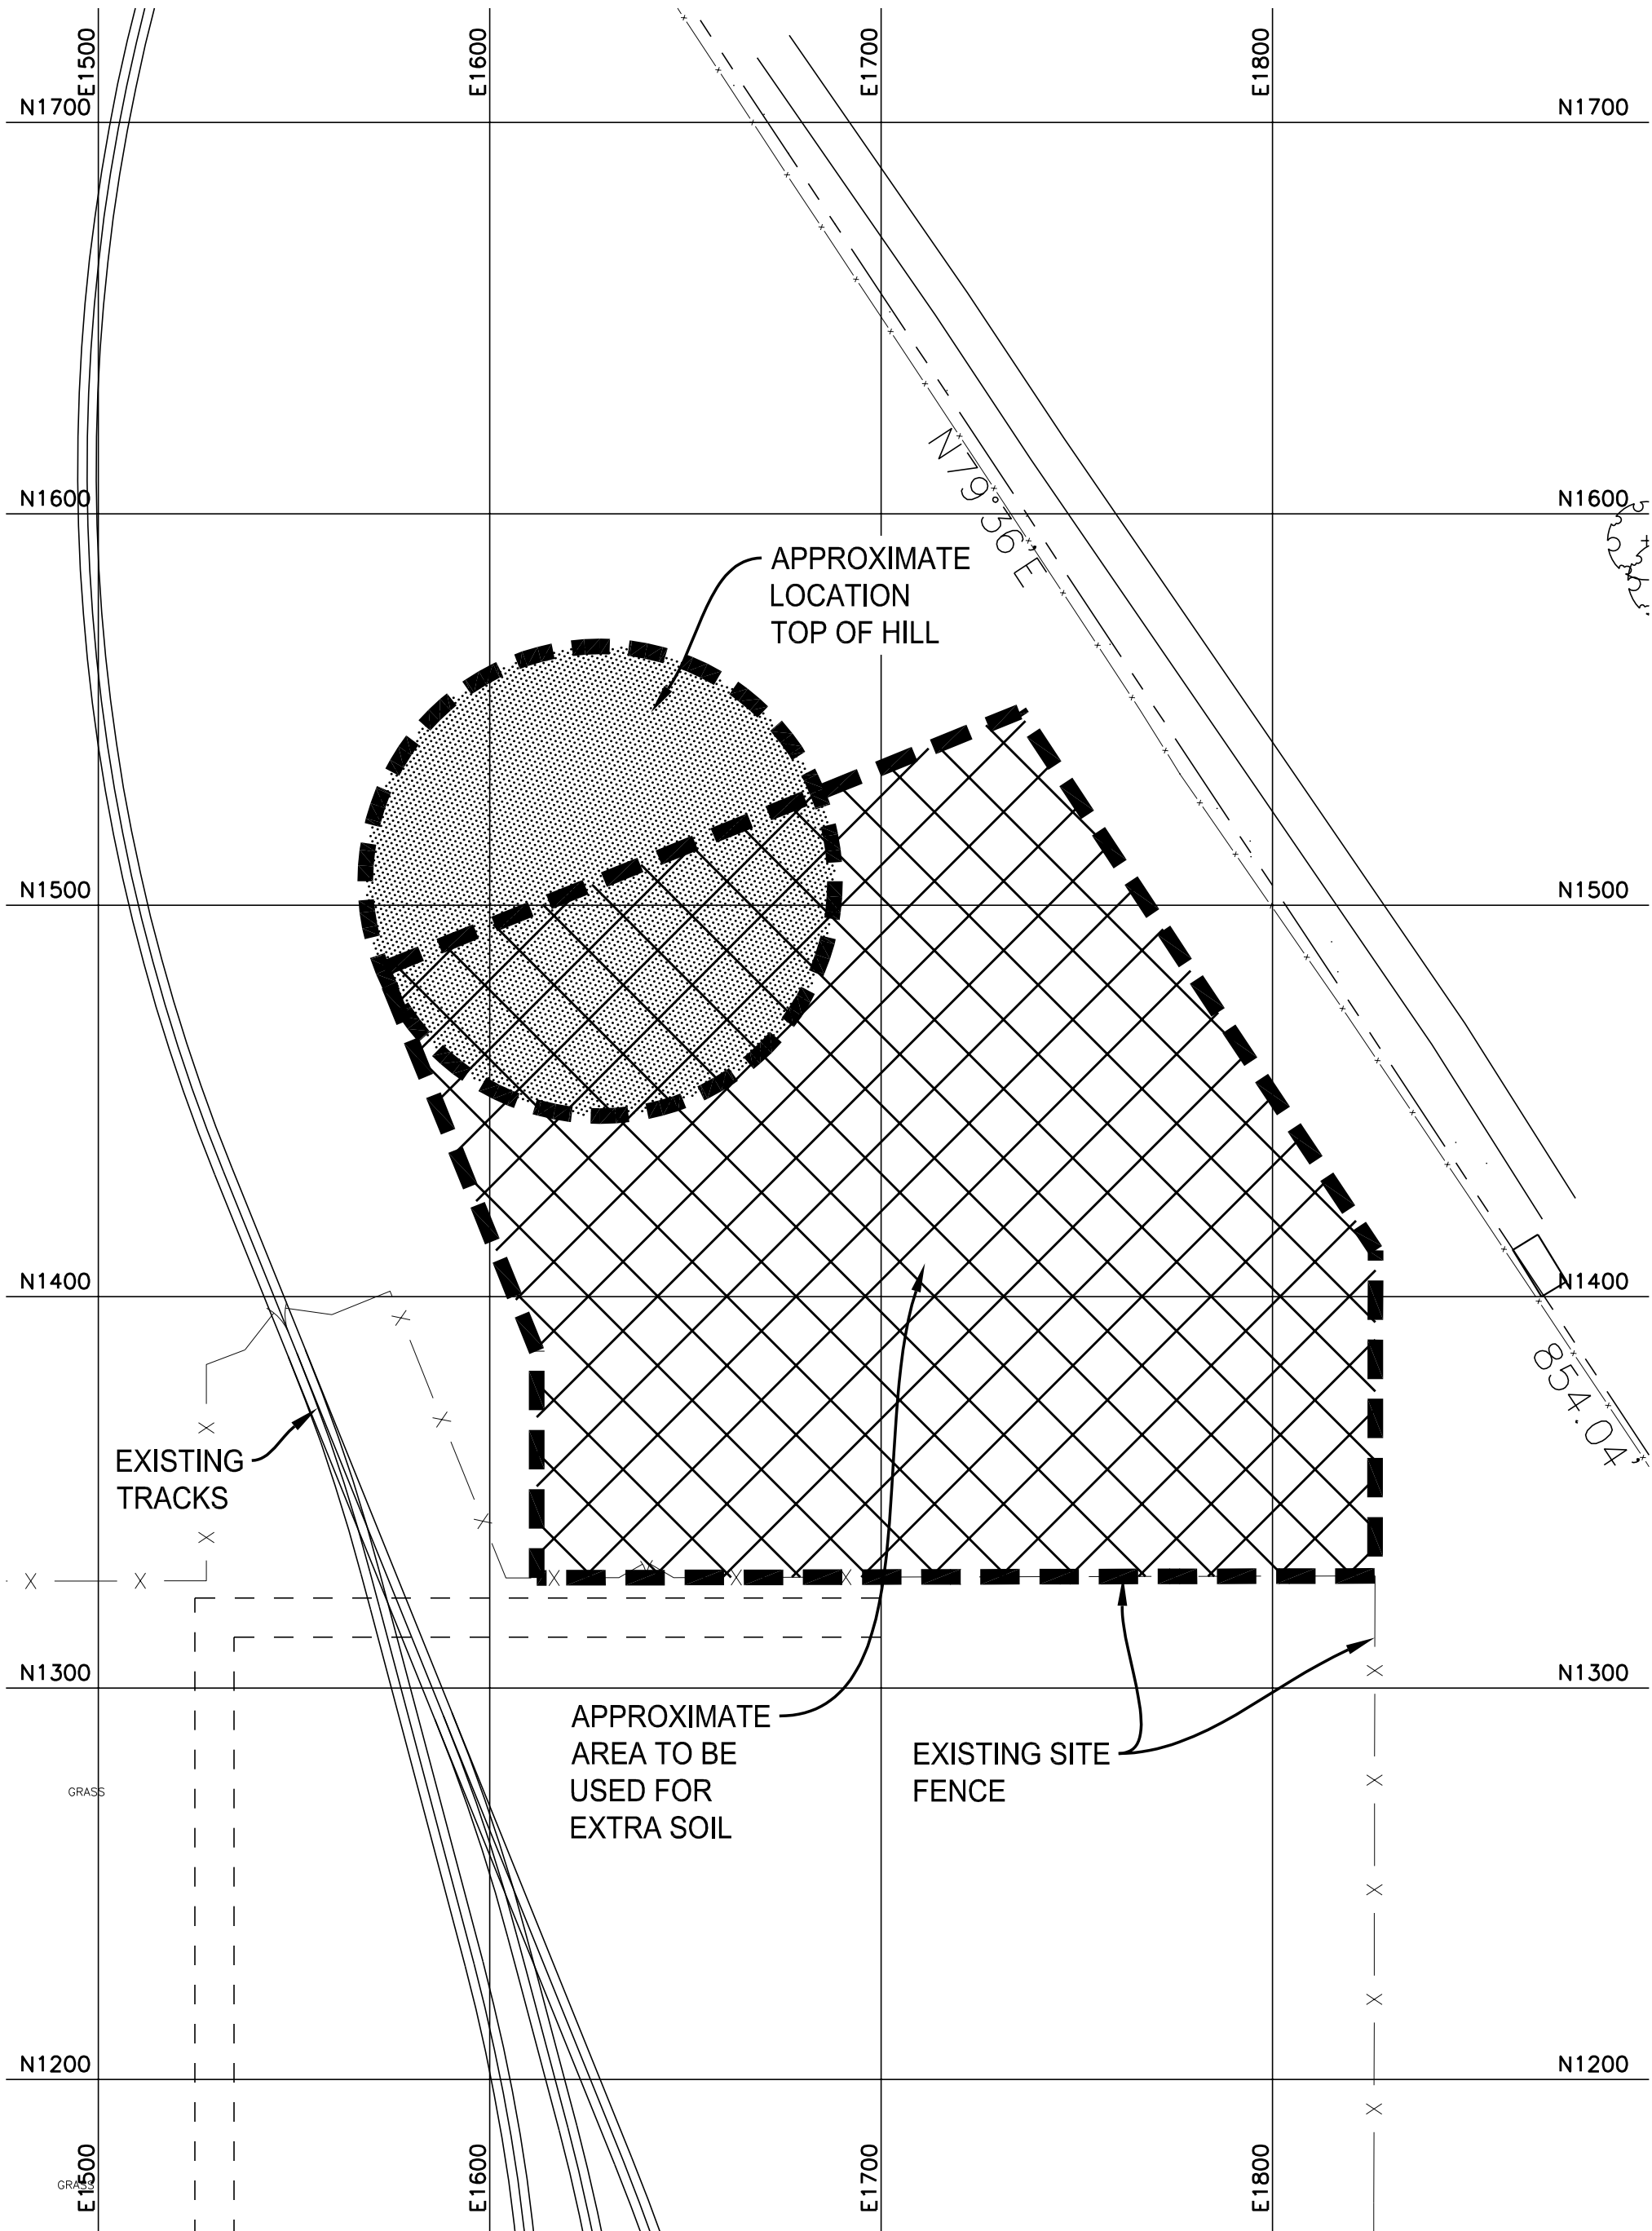 E1500
E1600
E1700
E1800
N1700
N1700
N79°36'E
N1600
N1600
APPROXIMATE
LOCATION
TOP OF HILL
N1500
N1500
N1400
N1400
854.04'
EXISTING
TRACKS
N1300
N1300
APPROXIMATE
AREA TO BE
USED FOR
EXTRA SOIL
EXISTING SITE
FENCE
GRASS
N1200
N1200
GRASS
E1500
E1600
E1700
E1800